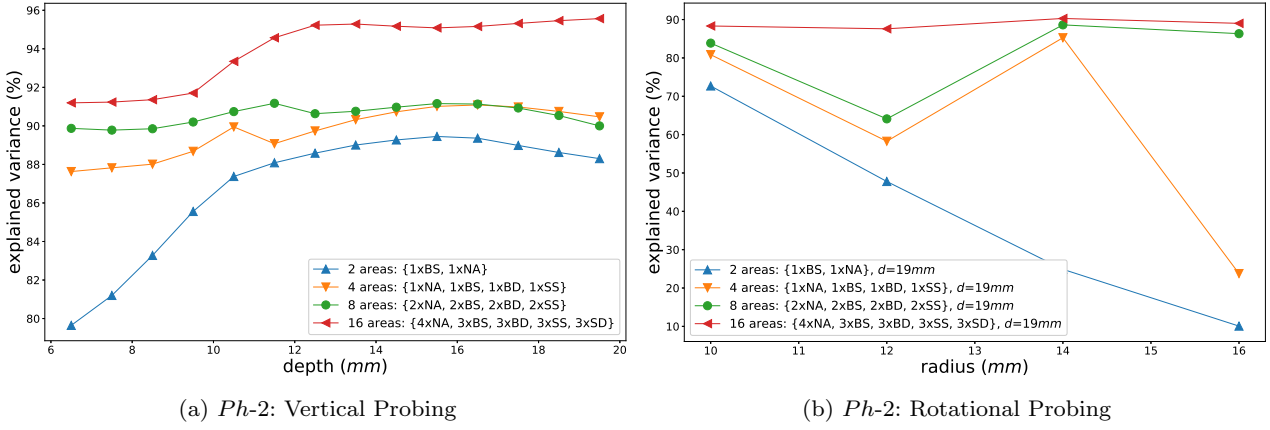 96
94
92
90
88
86
84
82
80
explained variance (%)
2 areas: {1xBS, 1xNA}
4 areas: {1xNA, 1xBS, 1xBD, 1xSS}
8 areas: {2xNA, 2xBS, 2xBD, 2xSS}
16 areas: {4xNA, 3xBS, 3xBD, 3xSS, 3xSD}
6 8 10 12 14 16 18 20
depth (mm)
(a) Ph-2: Vertical Probing
90
80
70
60
50
40
30
20
10
explained variance (%)
2 areas: {1xBS, 1xNA}, d=19mm
4 areas: {1xNA, 1xBS, 1xBD, 1xSS}, d=19mm
8 areas: {2xNA, 2xBS, 2xBD, 2xSS}, d=19mm
16 areas: {4xNA, 3xBS, 3xBD, 3xSS, 3xSD}, d=19mm
10 11 12 13 14 15 16
radius (mm)
(b) Ph-2: Rotational Probing